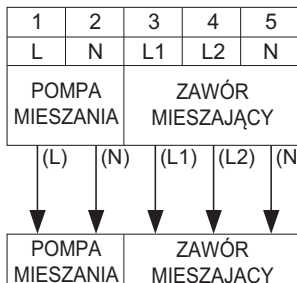 1 2 3 4 5
L N L1 L2 N
POMPA ZAWÓR
MIESZANIA MIESZAJĄCY
(L) (N) (L1) (L2) (N
POMPA ZAWÓR
MIESZANIA MIESZAJĄCY